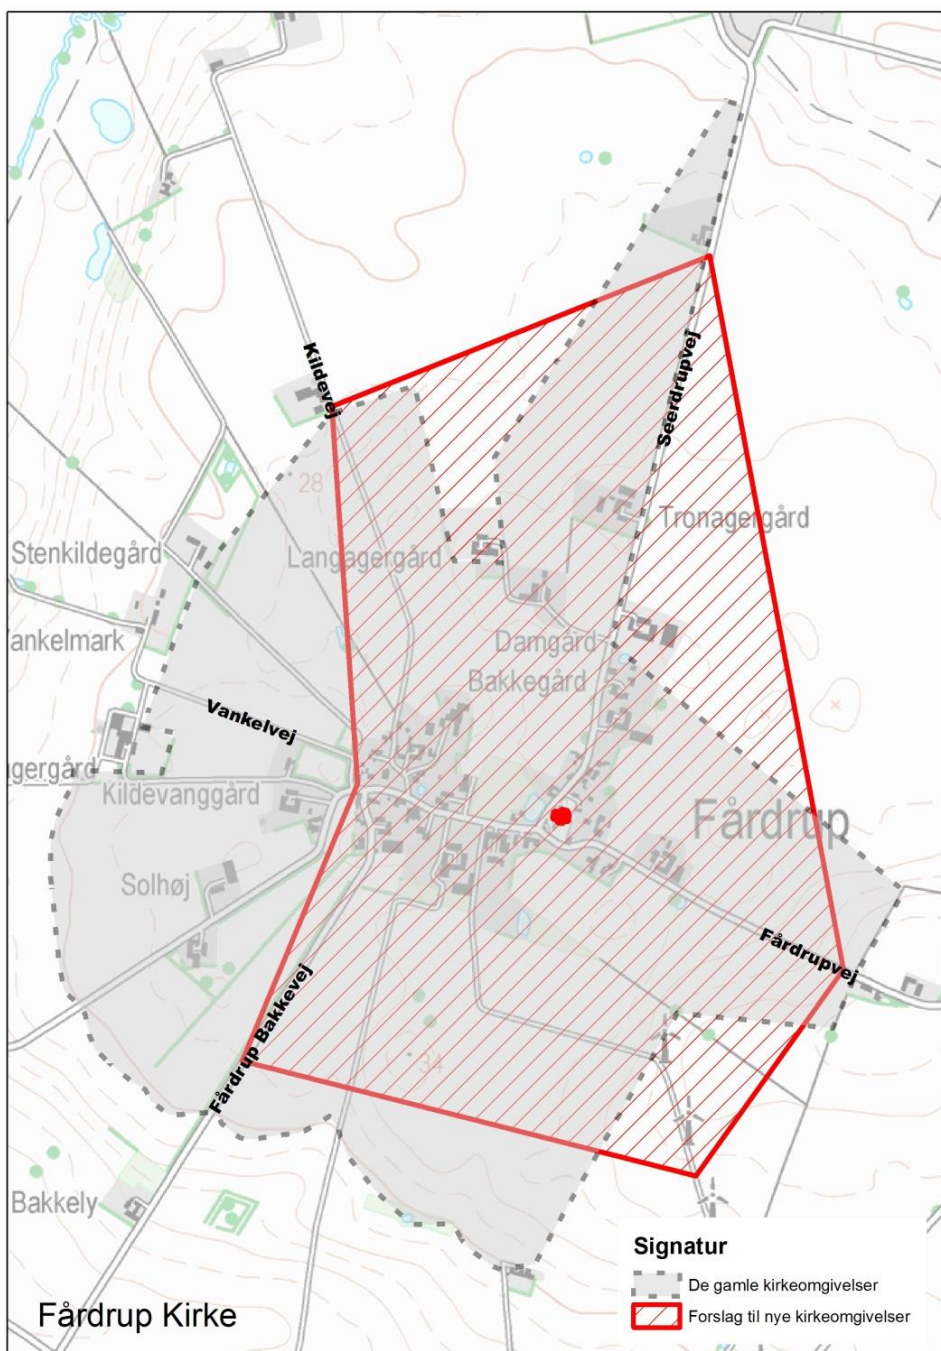 Kildevej
Seerdrupvej
28
Tronagergård
Stenkildegård
Langagergård
ankelmark
Damgård
Bakkegård
Vankelvej
gergård
Kildevanggård
Fårdrup
Solhøj
Fårdrupvej
Fårdrup Bakkevej
34
Bakkely
Signatur
De gamle kirkeomgivelser
Forslag til nye kirkeomgivelser
Fårdrup Kirke